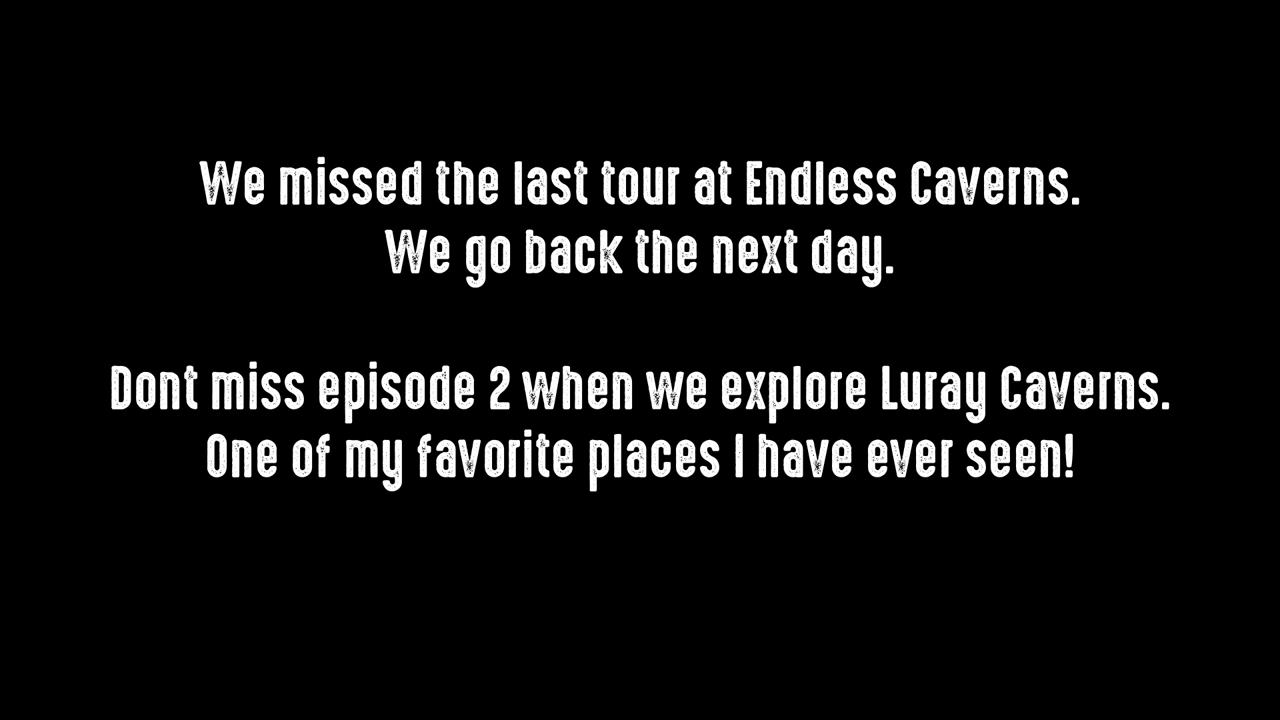 We missed the last tour at Endless Caverns.
We go back the next day.
Dont miss episode 2 when we explore Luray Caverns.
One of my favorite places I have ever seen!